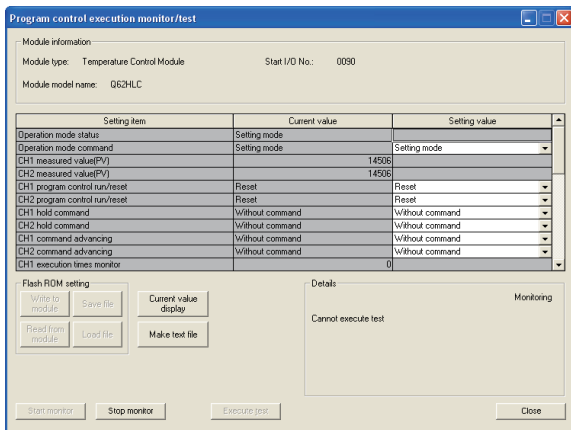 Program control execution monitor/test
Module information
Module type: Temperature Control Module Start I/O No.: 0090
Module model name: Q62HLC
Setting item Current value Setting value
Operation mode status Setting mode
Operation mode command Setting mode Setting mode
CH1 measured value(PV) 14506
CH2 measured value(PV) 14506
CH1 program control run/reset Reset Reset
CH2 program control run/reset Reset Reset
CH1 hold command Without command Without command
CH2 hold command Without command Without command
CH1 command advancing Without command Without command
CH2 command advancing Without command Without command
CH1 execution times monitor 0
Flash ROM setting
Write to module Save file
Read from module Load file
Current value display
Make text file
Details
Monitoring
Cannot execute test
Start monitor Stop monitor Execute test Close